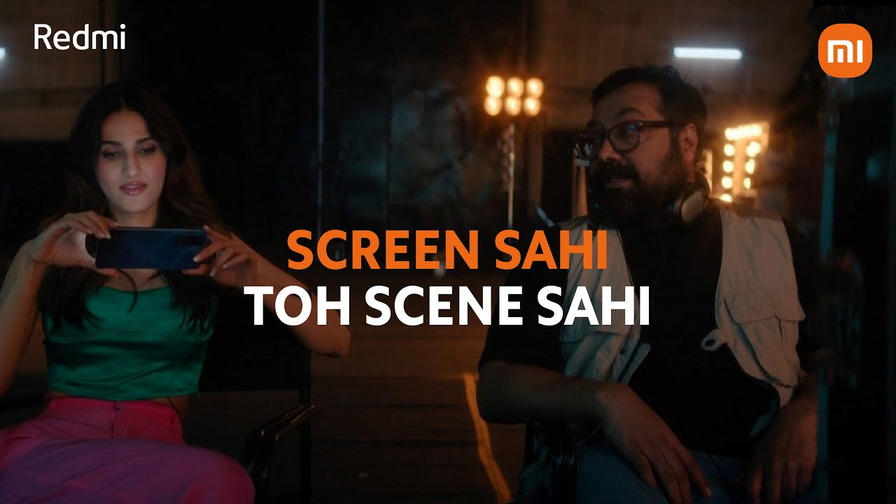 Redmi
mi
SCREEN SAHI
TOH SCENE SAHI